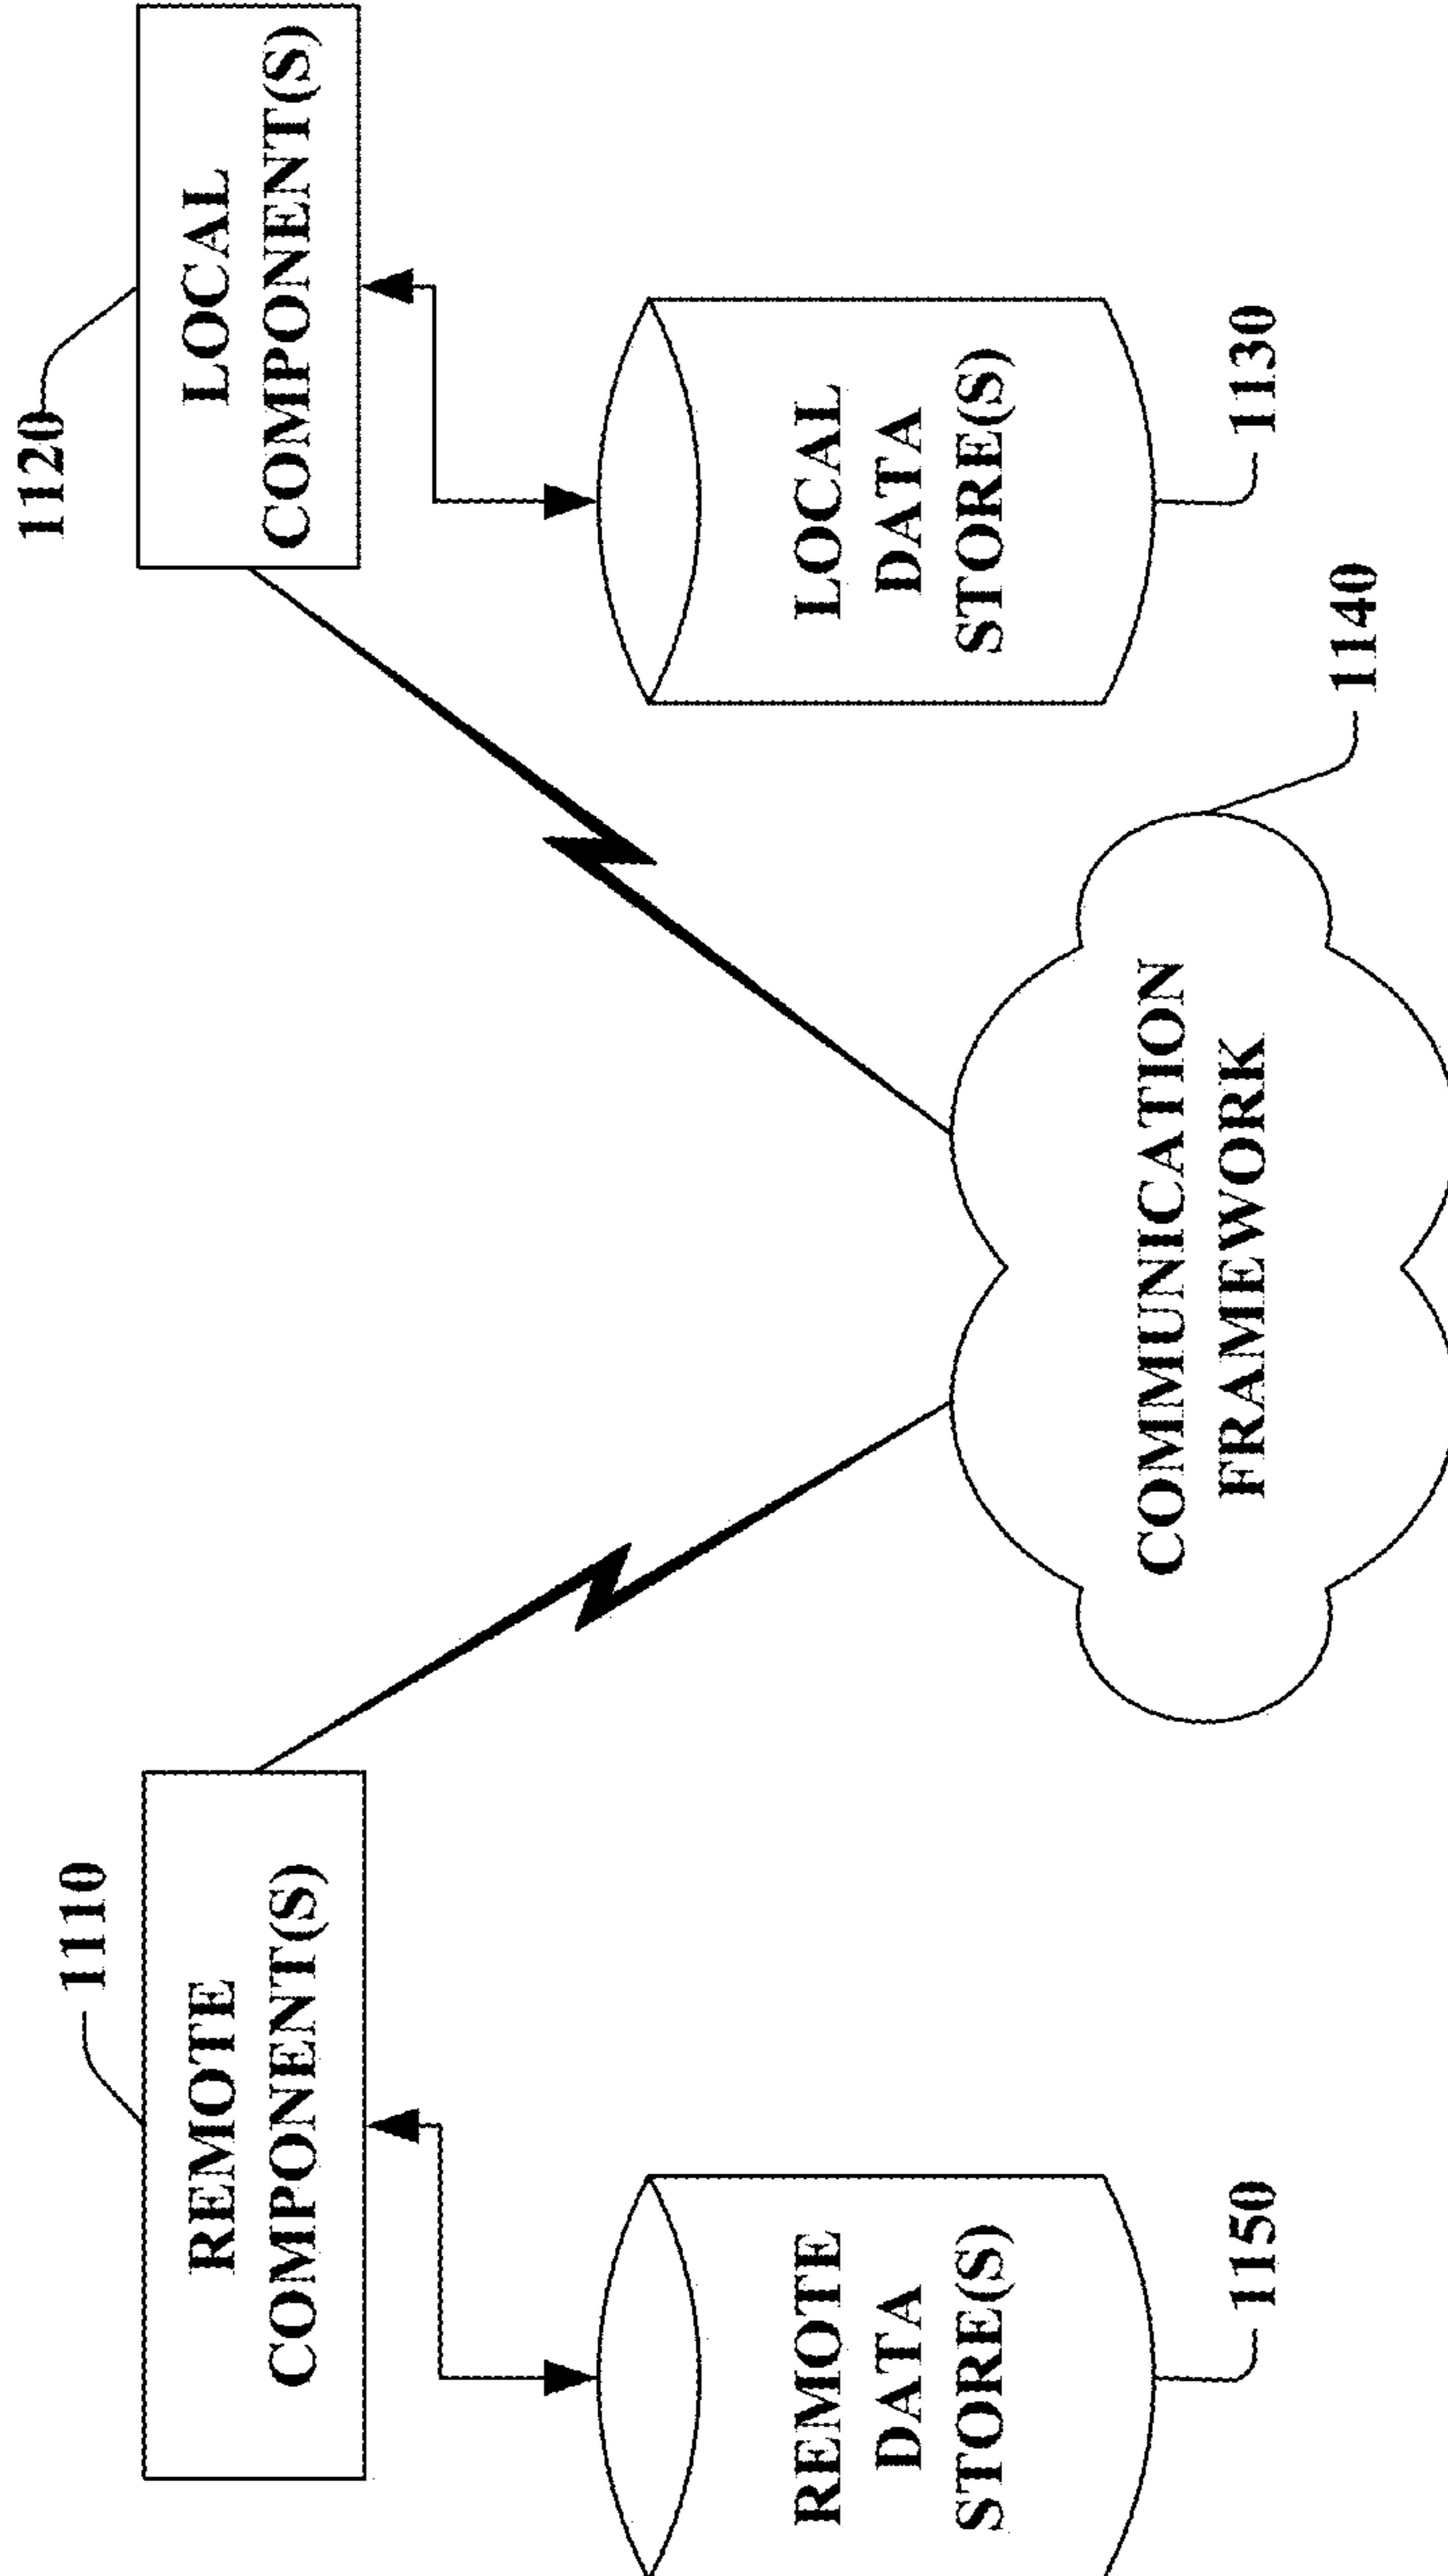 1110
REMOTE
COMPONENT(S)
1120
LOCAL
COMPONENT(S)
REMOTE
DATA
STORE(S)
1150
LOCAL
DATA
STORE(S)
1130
COMMUNICATION
FRAMEWORK
1140